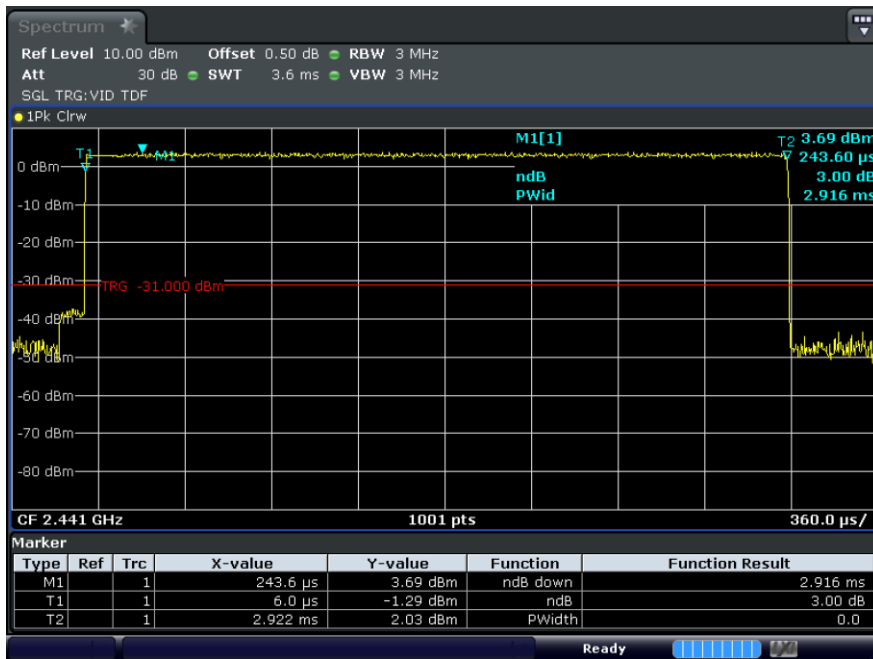 Spectrum
Ref Level 10.00 dBm Offset 0.50 dB RBW 3 MHz
Att 30 dB SWT 3.6 ms VBW 3 MHz
SGL TRG:VID TDF
1Pk Clrw
M1[1] 3.69 dBm
243.60 µs
ndB 3.00 dB
PWid 2.916 ms
T1
M1
T2
0 dBm
-10 dBm
-20 dBm
-30 dBm
TRG -31.000 dBm
-40 dBm
-50 dBm
-60 dBm
-70 dBm
-80 dBm
CF 2.441 GHz 1001 pts 360.0 µs/
Marker
Type Ref Trc X-value Y-value Function Function Result
M1 1 243.6 µs 3.69 dBm ndB down 2.916 ms
T1 1 6.0 µs -1.29 dBm ndB 3.00 dB
T2 1 2.922 ms 2.03 dBm PWidth 0.0
Ready